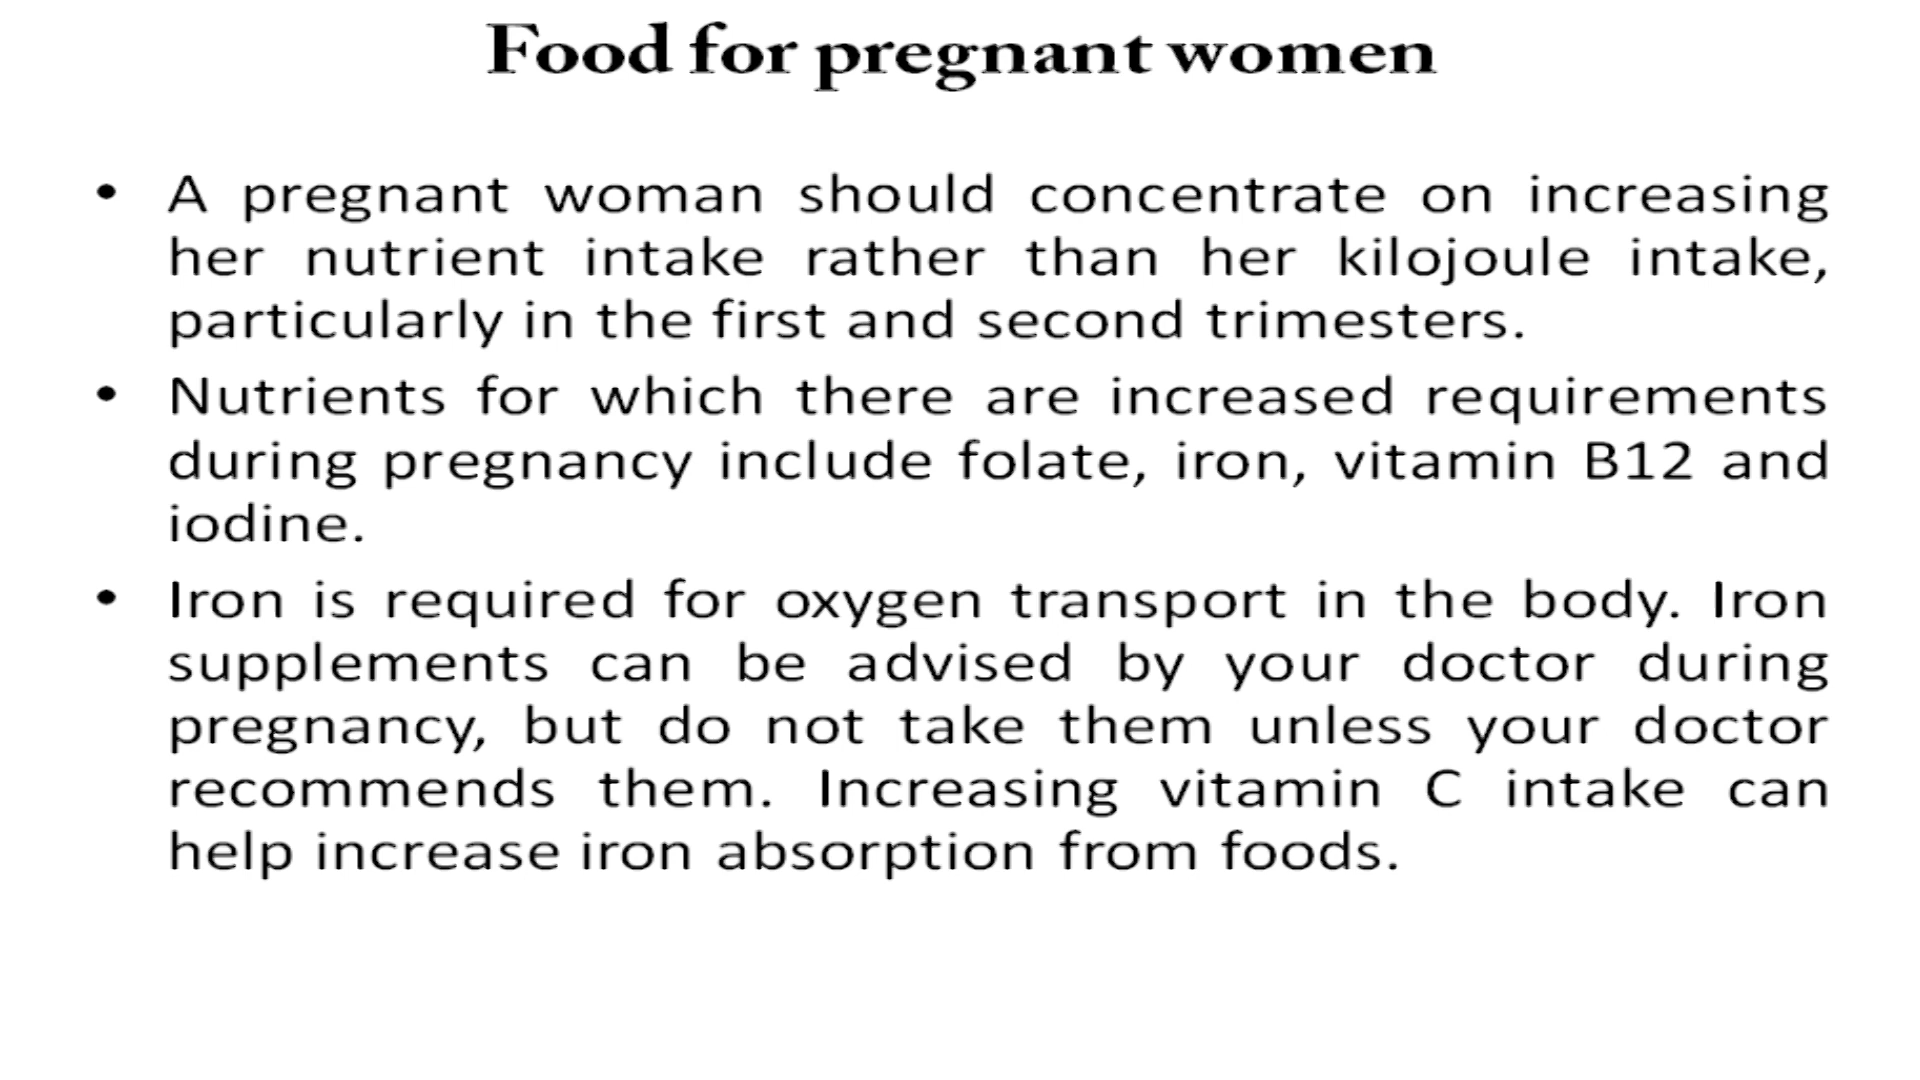 Food for pregnant women
• A pregnant woman should concentrate on increasing
her nutrient intake rather than her kilojoule intake,
particularly in the first and second trimesters.
• Nutrients for which there are increased requirements
during pregnancy include folate, iron, vitamin B12 and
iodine.
• Iron is required for oxygen transport in the body. Iron
supplements can be advised by your doctor during
pregnancy, but do not take them unless your doctor
recommends them. Increasing vitamin C intake can
help increase iron absorption from foods.